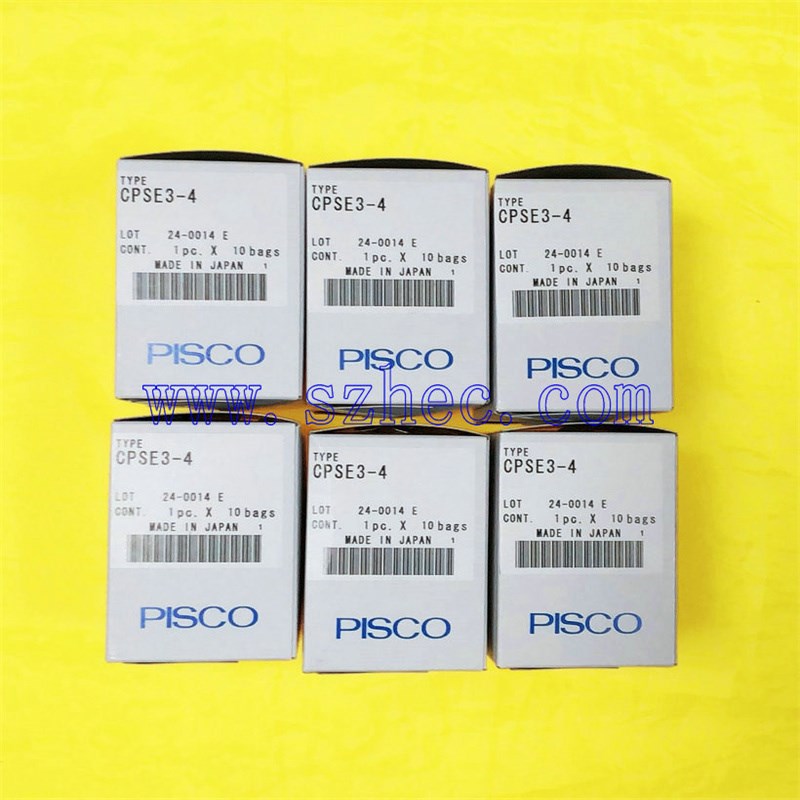 TYPE
CPSE3-4
LOT 24-0014 E
CONT. 1pc. X 10bags
MADE IN JAPAN 1
PISCO
TYPE
CPSE3-4
LOT 24-0014 E
CONT. 1pc. X 10bags
MADE IN JAPAN 1
PISCO
TYPE
CPSE3-4
LOT 24-0014 E
CONT. 1pc. X 10bags
MADE IN JAPAN 1
PISCO
www.szhec.com
TYPE
CPSE3-4
LOT 24-0014 E
CONT. 1pc. X 10bags
MADE IN JAPAN 1
PISCO
TYPE
CPSE3-4
LOT 24-0014 E
CONT. 1pc. X 10bags
MADE IN JAPAN 1
PISCO
TYPE
CPSE3-4
LOT 24-0014 E
CONT. 1pc. X 10bags
MADE IN JAPAN 1
PISCO